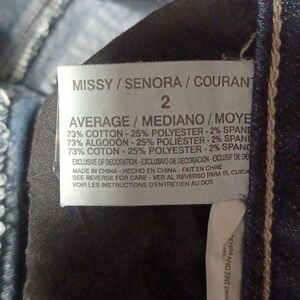 MISSY / SENORA / COURANT
2
AVERAGE / MEDIANO / MOYE
73% COTTON - 25% POLYESTER - 2% SPAND
73% ALGODÓN - 25% POLIÉSTER - 2% SPAN
73% COTON - 25% POLYESTER - 2% SPAND
EXCLUSIVE OF DECORATION - EXCLUSIVO DE DECORACION - EXCLUSIF DE DE
MADE IN CHINA - HECHO EN CHINA - FAIT EN CHINE
SEE REVERSE FOR CARE - VER AL REVERSO PARA EL CUIDA
VOIR LES INSTRUCTIONS D'ENTRETIEN AU DOS